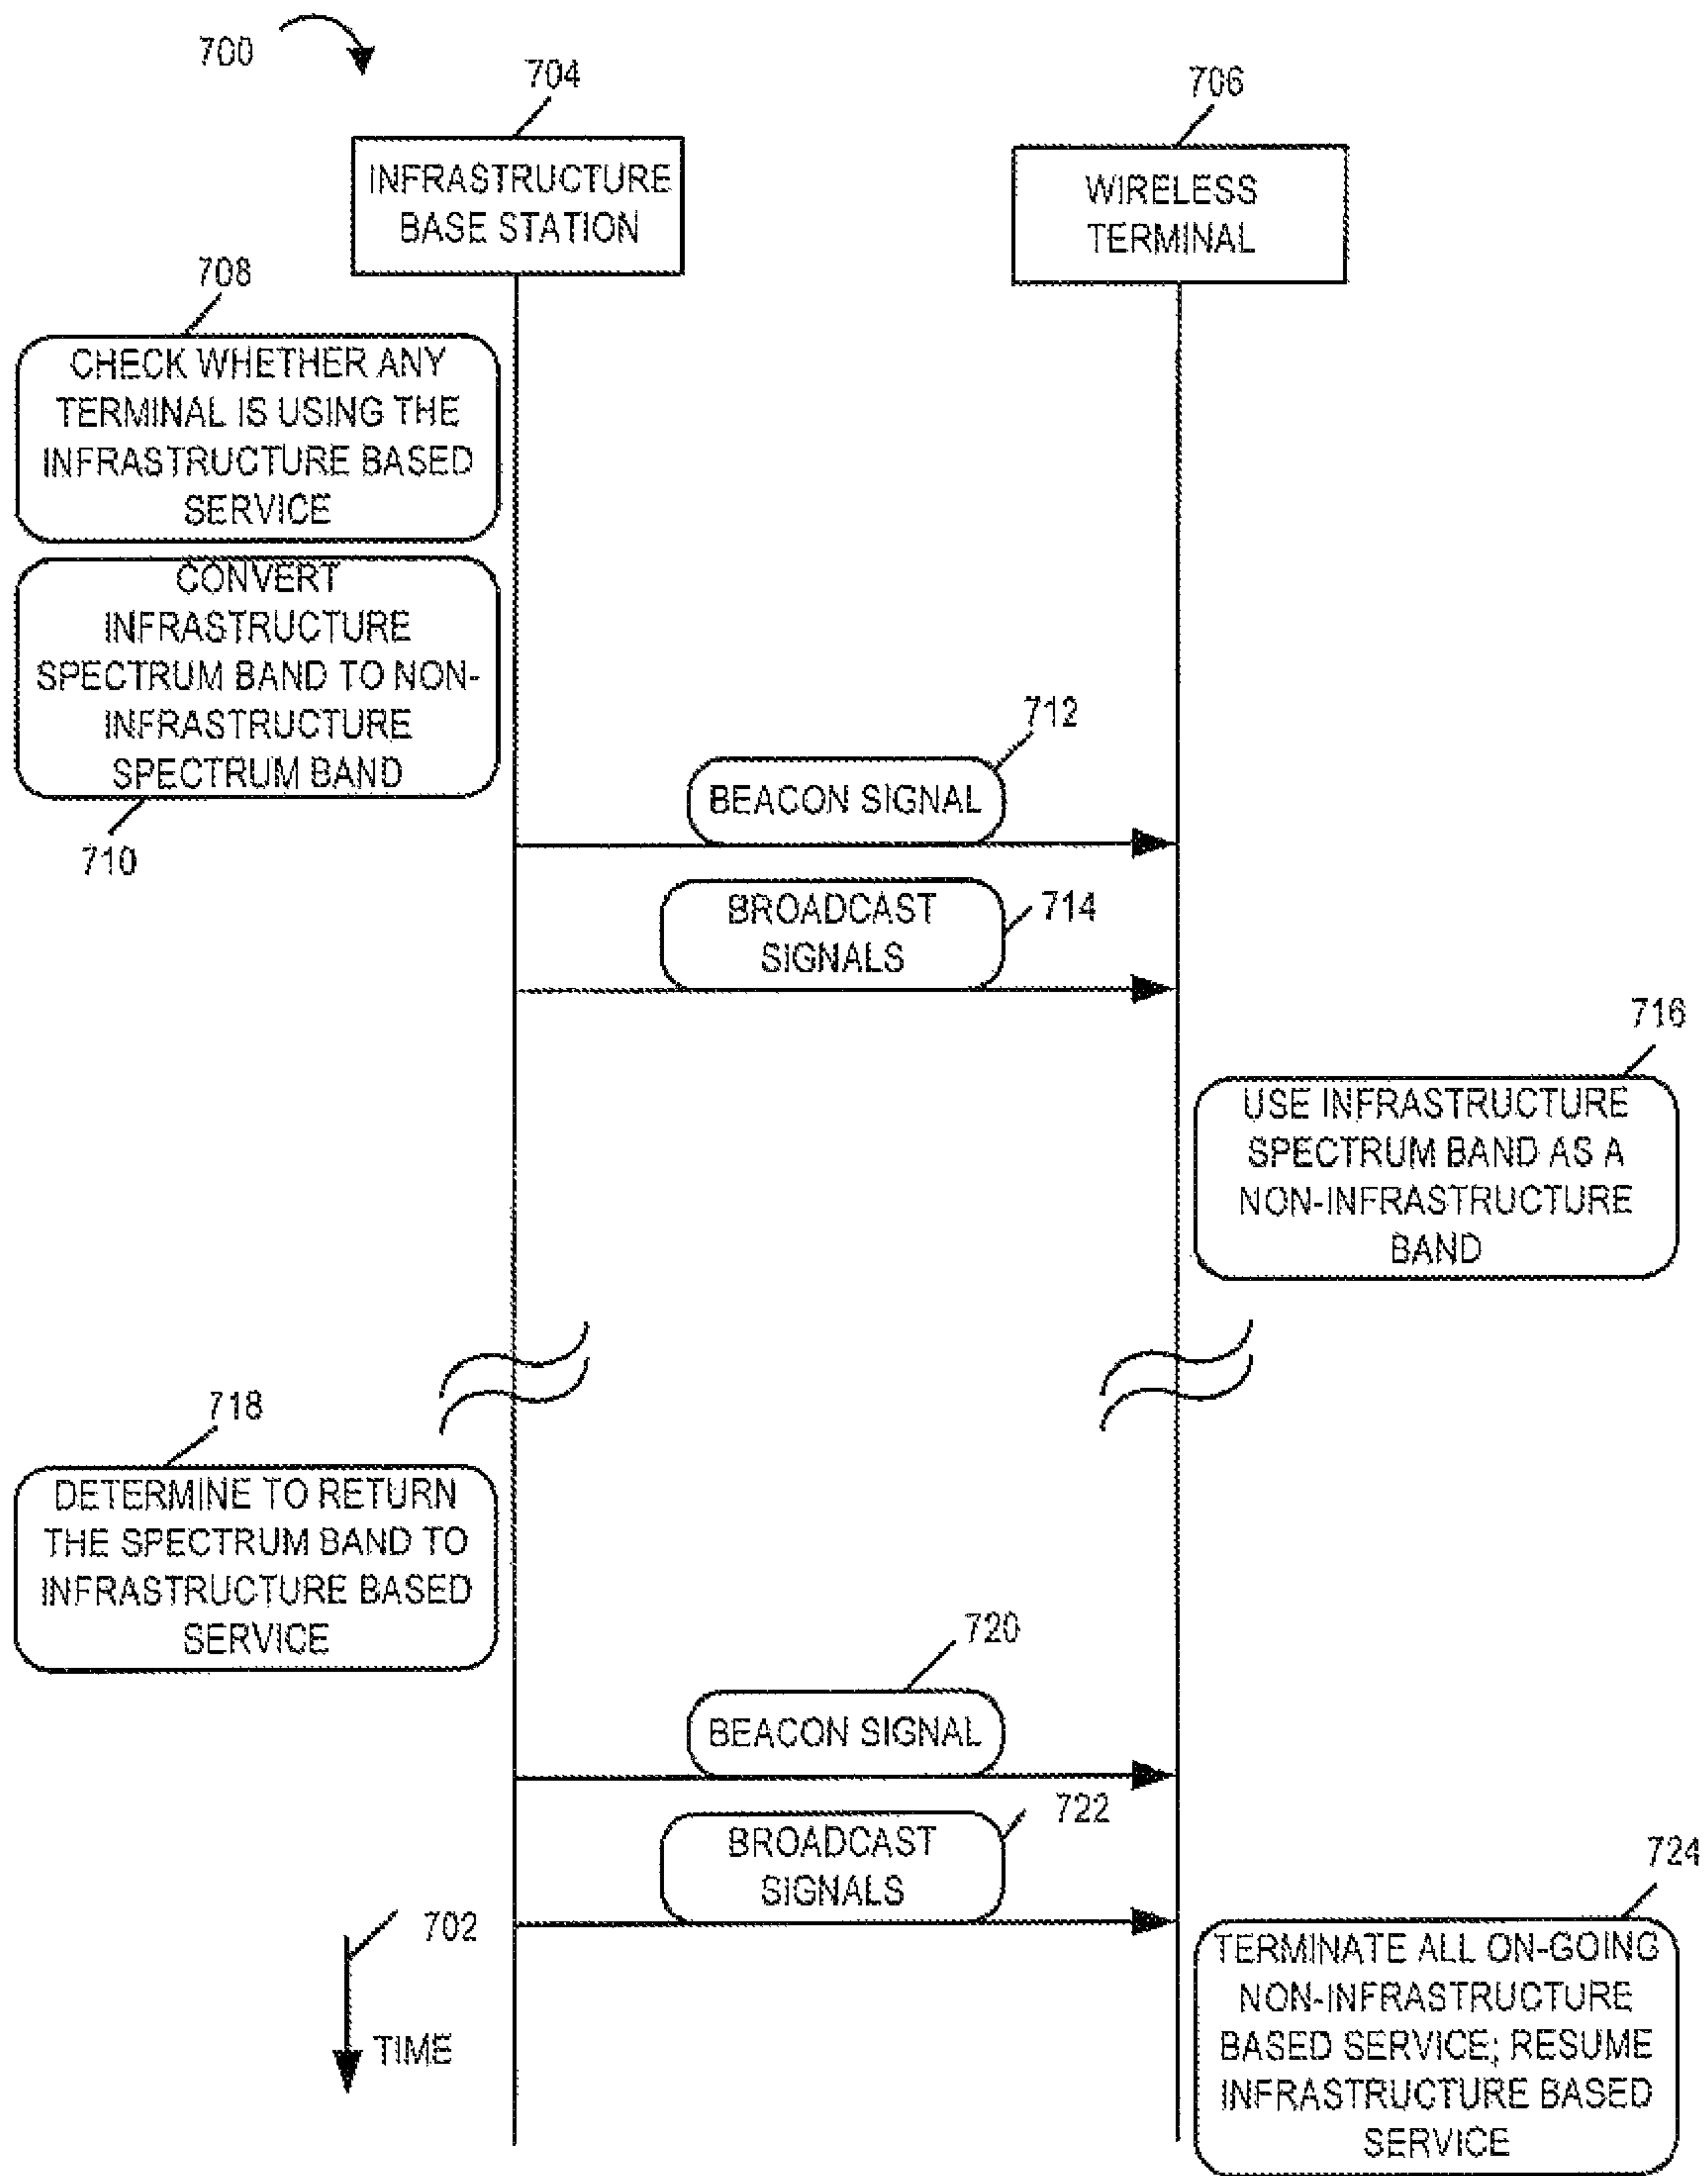 700
704
706
INFRASTRUCTURE
BASE STATION
WIRELESS
TERMINAL
708
CHECK WHETHER ANY
TERMINAL IS USING THE
INFRASTRUCTURE BASED
SERVICE
CONVERT
INFRASTRUCTURE
SPECTRUM BAND TO NON-
INFRASTRUCTURE
SPECTRUM BAND
710
712
BEACON SIGNAL
BROADCAST
SIGNALS
714
716
USE INFRASTRUCTURE
SPECTRUM BAND AS A
NON-INFRASTRUCTURE
BAND
718
DETERMINE TO RETURN
THE SPECTRUM BAND TO
INFRASTRUCTURE BASED
SERVICE
720
BEACON SIGNAL
722
BROADCAST
SIGNALS
724
TERMINATE ALL ON-GOING
NON-INFRASTRUCTURE
BASED SERVICE; RESUME
INFRASTRUCTURE BASED
SERVICE
702
TIME